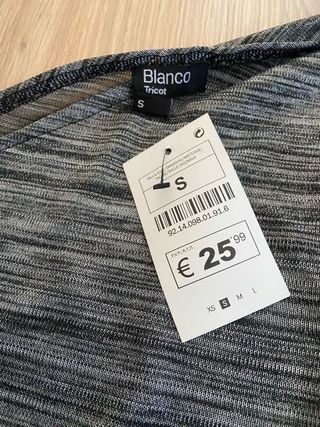 Blanco
Tricot
S
€
S
92.14.098.01.91.6
P.V.P./R.T.P.
€ 25'99
XS S M L